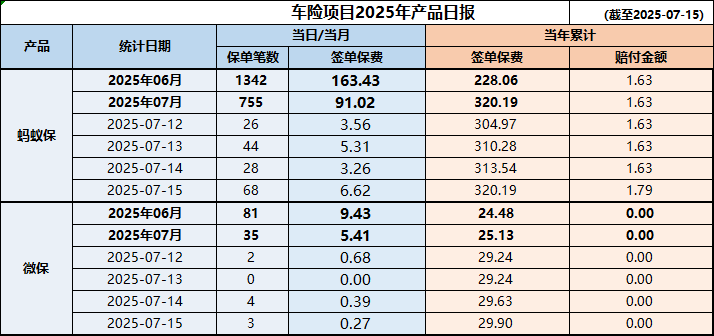 车险项目2025年产品日报 (截至2025-07-15)
产品 统计日期 当日/当月 当年累计
保单笔数 签单保费 签单保费 赔付金额
蚂蚁保
2025年06月 1342 163.43 228.06 1.63
2025年07月 755 91.02 320.19 1.63
2025-07-12 26 3.56 304.97 1.63
2025-07-13 44 5.31 310.28 1.63
2025-07-14 28 3.26 313.54 1.63
2025-07-15 68 6.62 320.19 1.79
微保
2025年06月 81 9.43 24.48 0.00
2025年07月 35 5.41 25.13 0.00
2025-07-12 2 0.68 29.24 0.00
2025-07-13 0 0.00 29.24 0.00
2025-07-14 4 0.39 29.63 0.00
2025-07-15 3 0.27 29.90 0.00